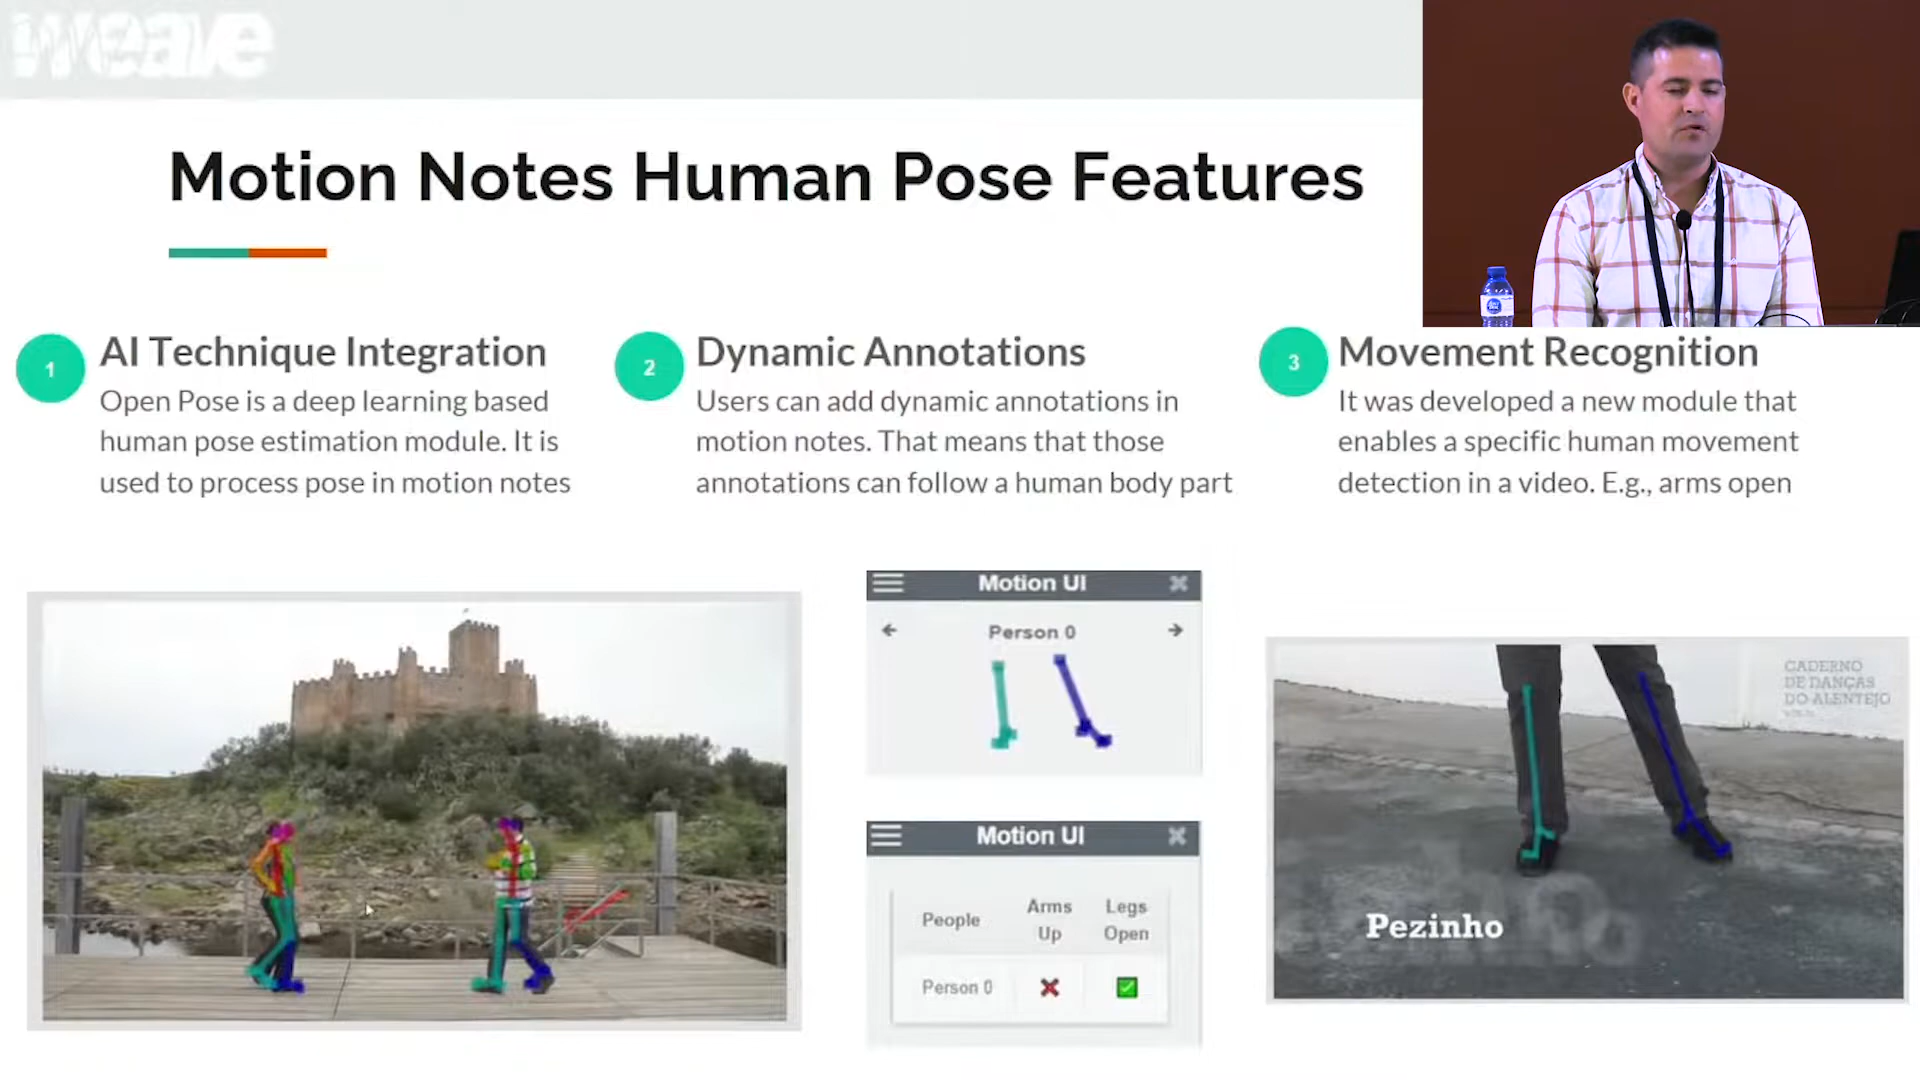 weave
Motion Notes Human Pose Features
1
AI Technique Integration
Open Pose is a deep learning based
human pose estimation module. It is
used to process pose in motion notes
2
Dynamic Annotations
Users can add dynamic annotations in
motion notes. That means that those
annotations can follow a human body part
3
Movement Recognition
It was developed a new module that
enables a specific human movement
detection in a video. E.g., arms open
Motion UI
Person 0
Motion UI
People Arms Up Legs Open
Person 0
CADERNO
DE DANÇAS
DO ALENTEJO
Pezinho